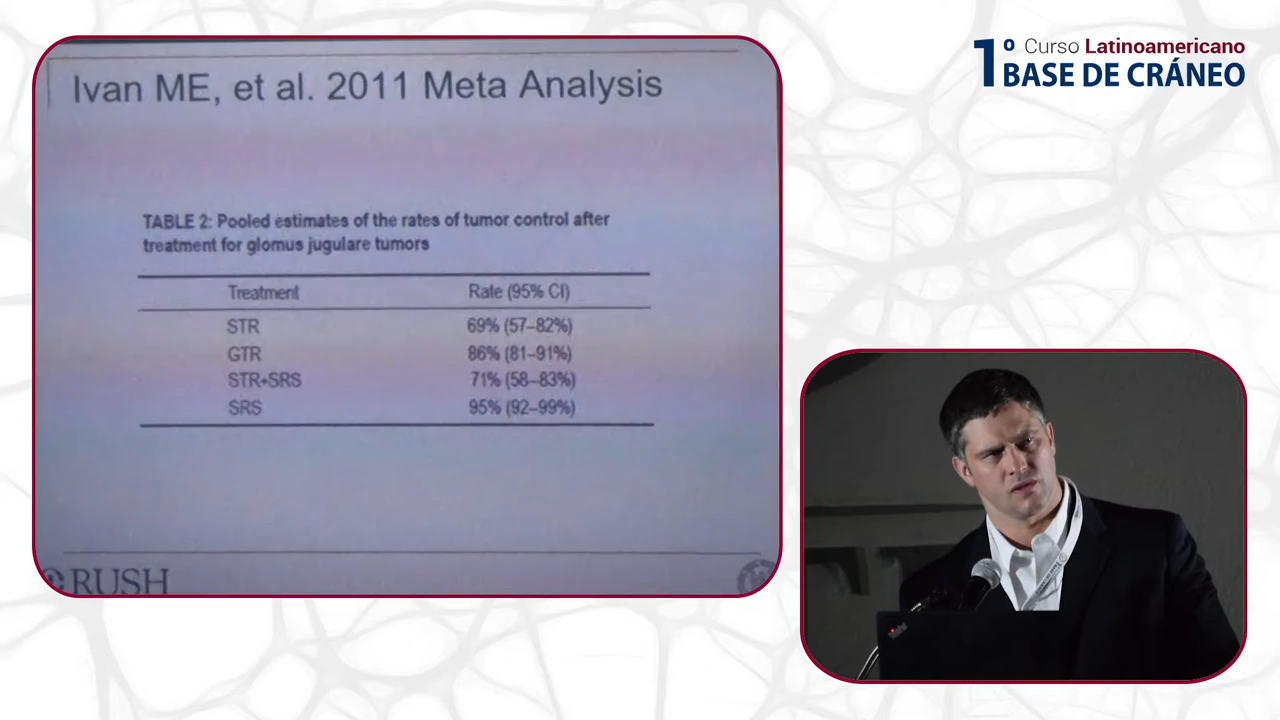 1º Curso Latinoamericano
BASE DE CRÁNEO
Ivan ME, et al. 2011 Meta Analysis
TABLE 2: Pooled estimates of the rates of tumor control after
treatment for glomus jugulare tumors
Treatment Rate (95% CI)
STR 69% (57–82%)
GTR 86% (81–91%)
STR+SRS 71% (58–83%)
SRS 95% (92–99%)
RUSH